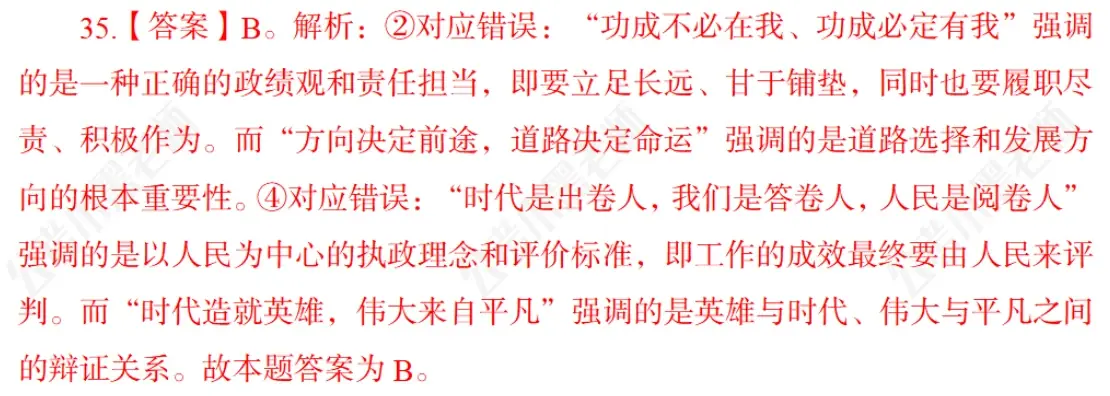 35.【答案】B。解析：②对应错误：“功成不必在我、功成必定有我”强调
的是一种正确的政绩观和责任担当，即要立足长远、甘于铺垫，同时也要履职尽
责、积极作为。而“方向决定前途，道路决定命运”强调的是道路选择和发展方
向的根本重要性。④对应错误：“时代是出卷人，我们是答卷人，人民是阅卷人”
强调的是以人民为中心的执政理念和评价标准，即工作的成效最终要由人民来评
判。而“时代造就英雄，伟大来自平凡”强调的是英雄与时代、伟大与平凡之间
的辩证关系。故本题答案为 B。